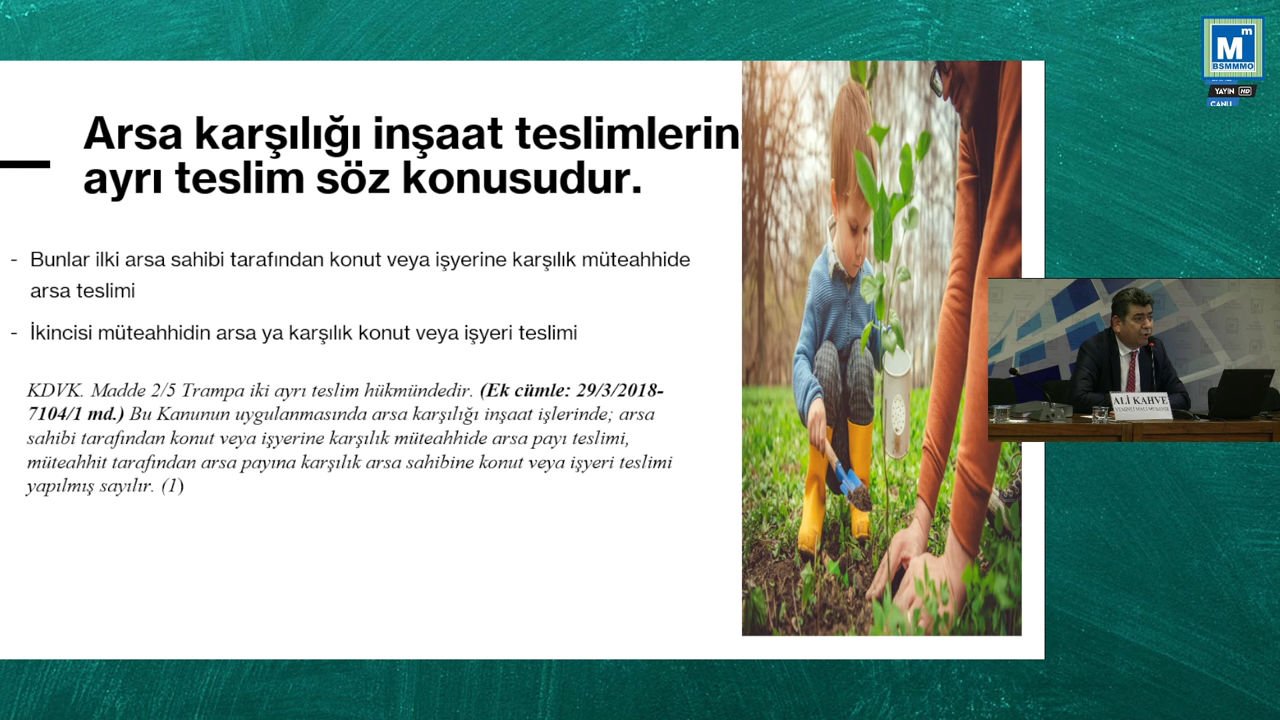 Arsa karşılığı inşaat teslimlerin
ayrı teslim söz konusudur.
- Bunlar ilki arsa sahibi tarafından konut veya işyerine karşılık müteahhide
arsa teslimi
- İkincisi müteahhidin arsa ya karşılık konut veya işyeri teslimi
KDVK. Madde 2/5 Trampa iki ayrı teslim hükmündedir. (Ek cümle: 29/3/2018-
7104/1 md.) Bu Kanunun uygulanmasında arsa karşılığı inşaat işlerinde; arsa
sahibi tarafından konut veya işyerine karşılık müteahhide arsa payı teslimi,
müteahhit tarafından arsa payına karşılık arsa sahibine konut veya işyeri teslimi
yapılmış sayılır. (1)
Mm
BSMMMO
YAYIN HD
CANLI
ALİ KAHVE